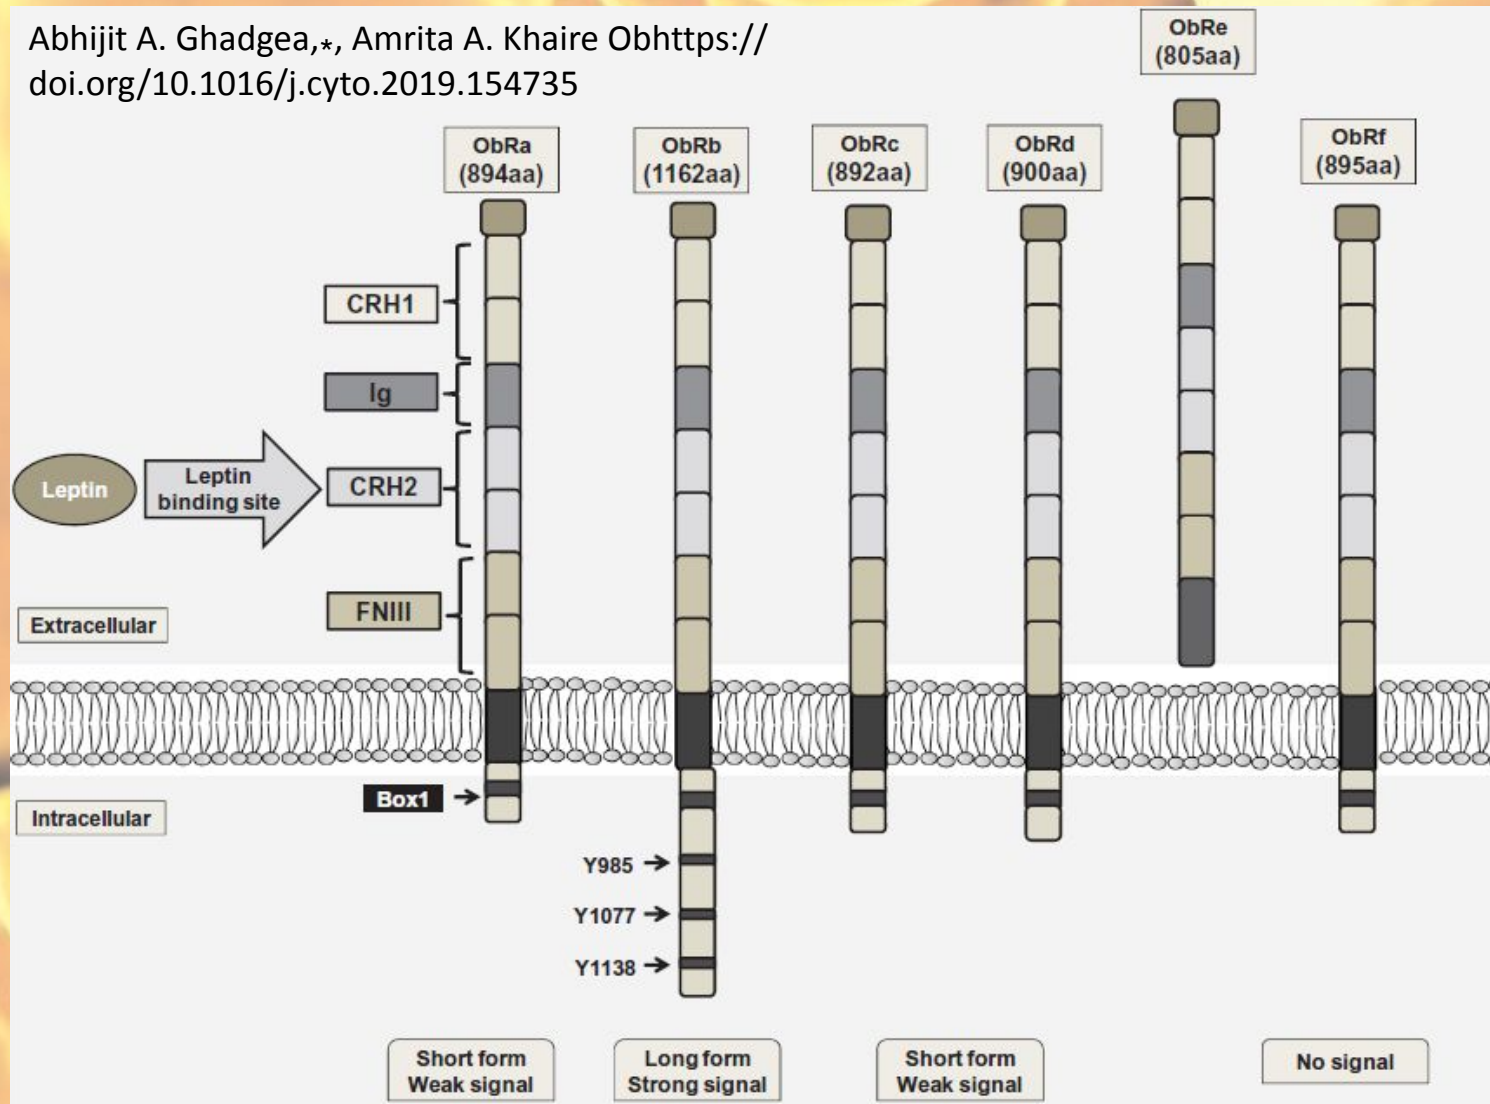 Abhijit A. Ghadgea,*, Amrita A. Khaire Obhttps://
doi.org/10.1016/j.cyto.2019.154735
ObRa
(894aa)
ObRb
(1162aa)
ObRc
(892aa)
ObRd
(900aa)
ObRe
(805aa)
ObRf
(895aa)
CRH1
Ig
Leptin
Leptin
binding site
CRH2
FNIII
Extracellular
Intracellular
Box1
Y985
Y1077
Y1138
Short form
Weak signal
Long form
Strong signal
Short form
Weak signal
No signal